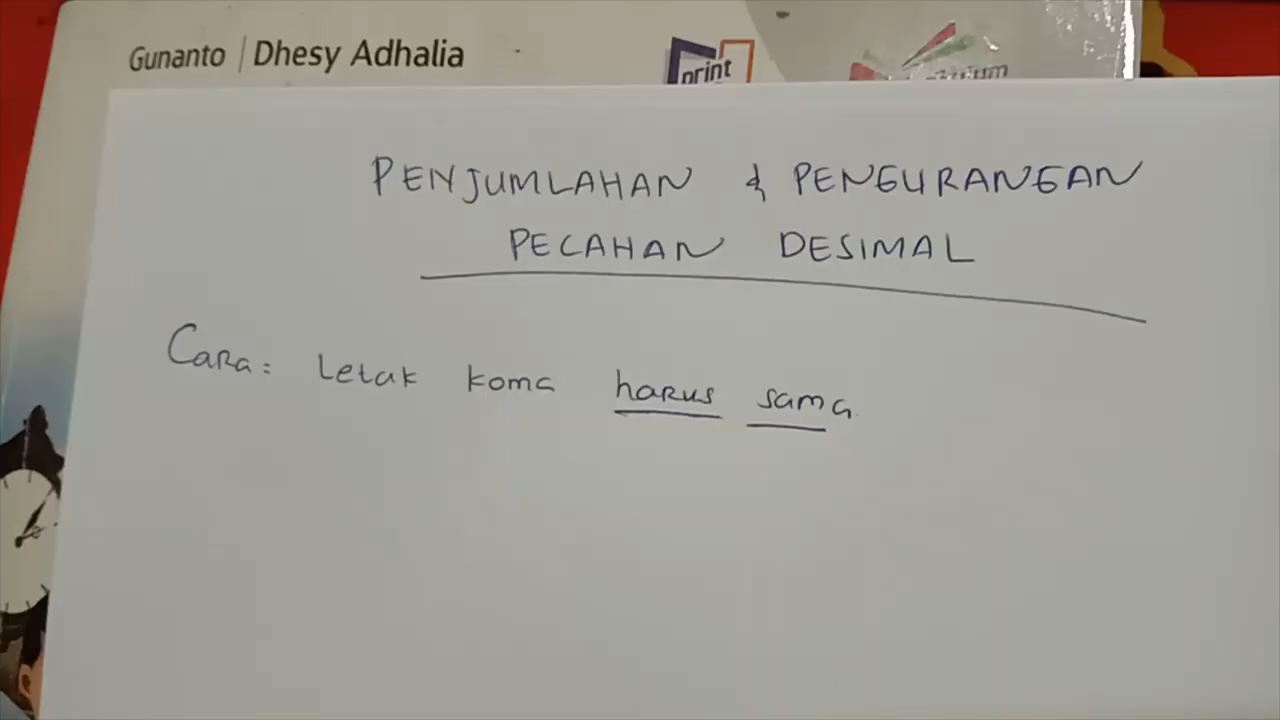 Gunanto | Dhesy Adhalia
print
PENJUMLAHAN & PENGURANGAN
PECAHAN DESIMAL
CARA: Letak koma harus sama